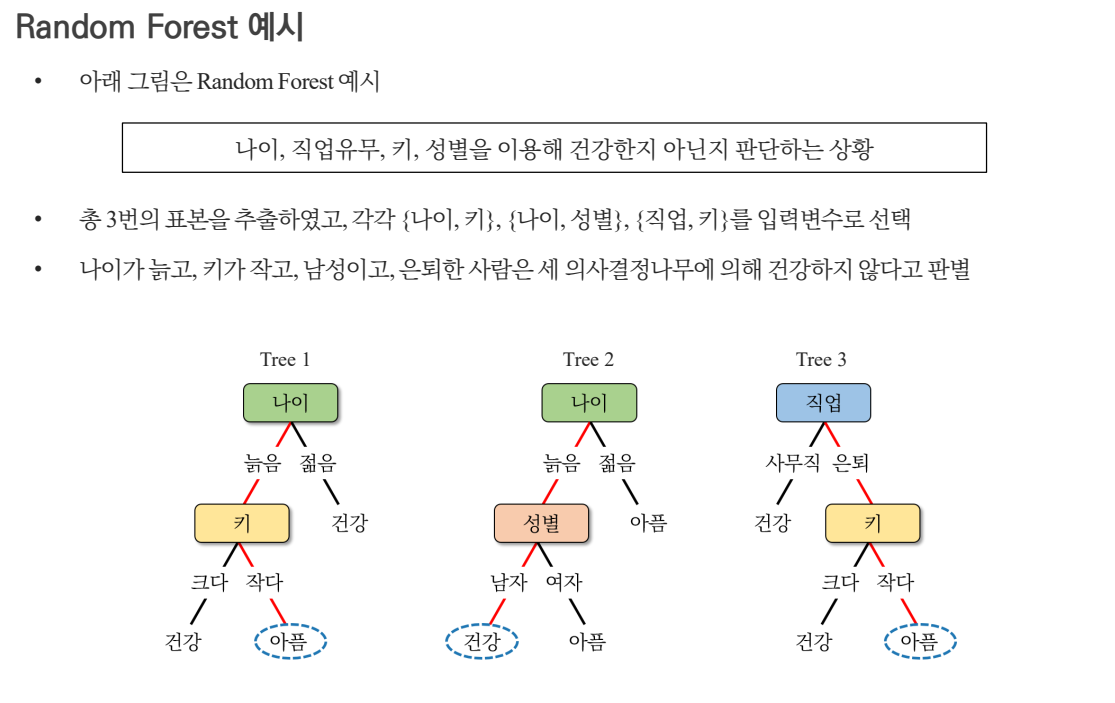 Random Forest 예시
• 아래 그림은 Random Forest 예시
나이, 직업유무, 키, 성별을 이용해 건강한지 아닌지 판단하는 상황
• 총 3번의 표본을 추출하였고, 각각 {나이, 키}, {나이, 성별}, {직업, 키}를 입력변수로 선택
• 나이가 늙고, 키가 작고, 남성이고, 은퇴한 사람은 세 의사결정나무에 의해 건강하지 않다고 판별
Tree 1
나이
늙음 젊음
키
건강
크다 작다
건강
아픔
Tree 2
나이
늙음 젊음
성별
아픔
남자 여자
건강
아픔
Tree 3
직업
사무직 은퇴
건강
키
크다 작다
건강
아픔